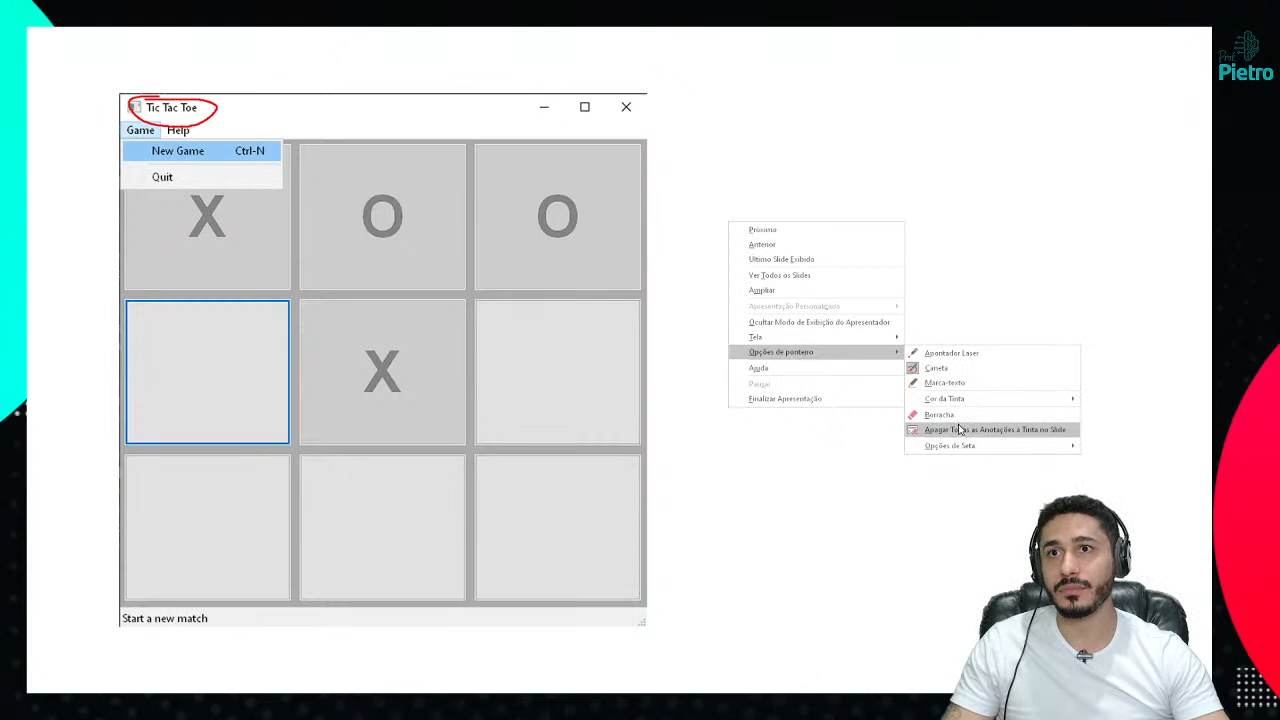 Prof.
Pietro
Tic Tac Toe
Game Help
New Game Ctrl-N
Quit
X O O
X
Start a new match
Próximo
Anterior
Último Slide Exibido
Ver Todos os Slides
Ampliar
Apresentação Personalizada
Ocultar Modo de Exibição do Apresentador
Tela
Opções de ponteiro
Ajuda
Pausar
Finalizar Apresentação
Apontador Laser
Caneta
Marca-texto
Cor da Tinta
Borracha
Apagar Todas as Anotações à Tinta no Slide
Opções de Seta